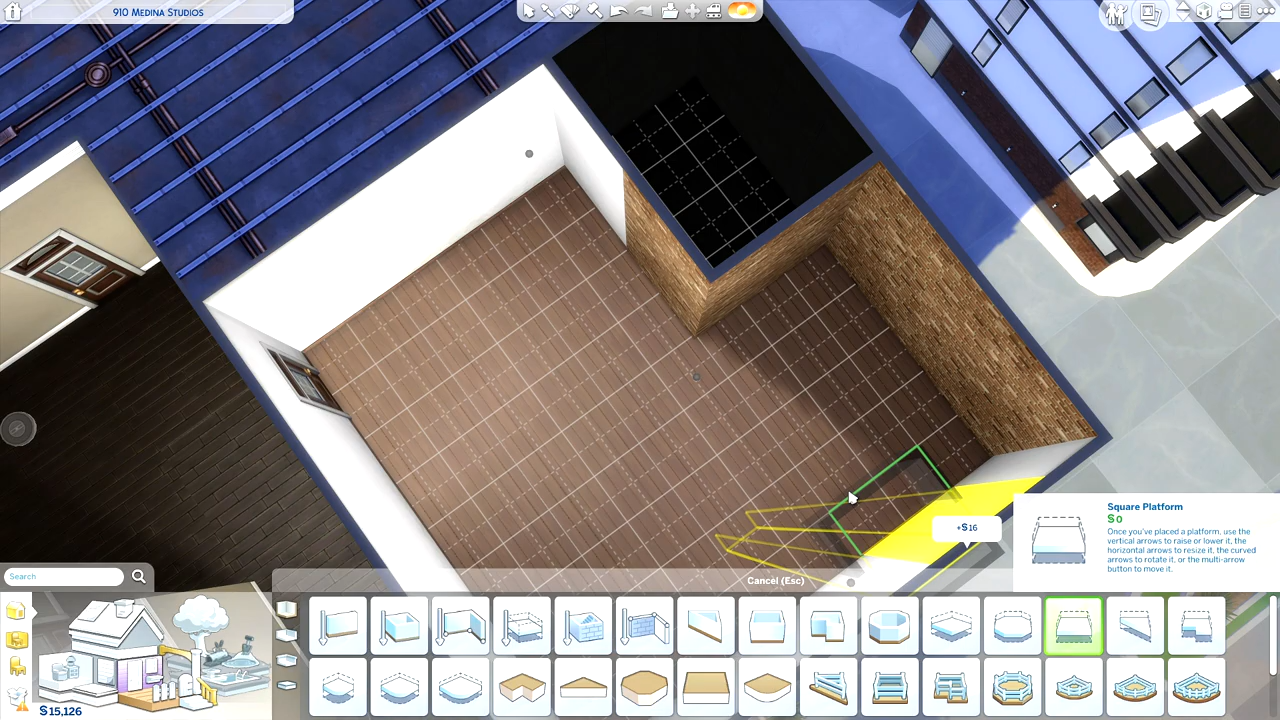 910 Medina Studios
Square Platform
$0
Once you've placed a platform, use the
vertical arrows to raise or lower it, the
horizontal arrows to resize it, the curved
arrows to rotate it, or the multi-arrow
button to move it.
+$16
Search
Cancel (Esc)
$15,126